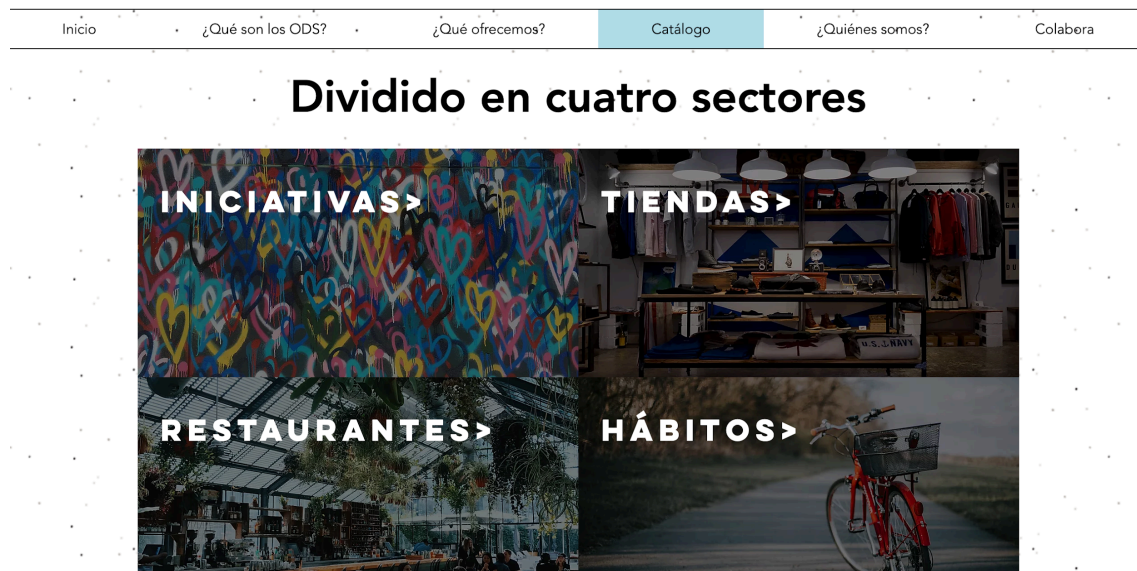 Inicio
¿Qué son los ODS?
¿Qué ofrecemos?
Catálogo
¿Quiénes somos?
Colabora
Dividido en cuatro sectores
INICIATIVAS>
TIENDAS>
U.S. NAVY
RESTAURANTES>
HÁBITOS>